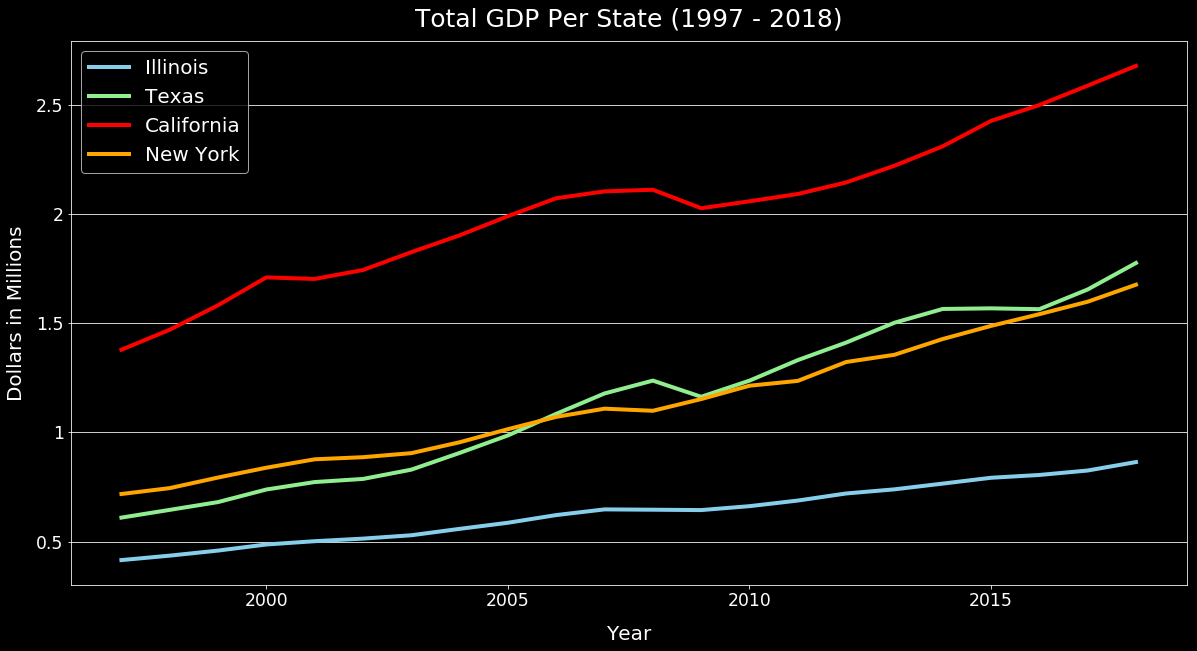 Total GDP Per State (1997 - 2018)
Illinois
Texas
California
New York
Dollars in Millions
2.5
2
1.5
1
0.5
2000
2005
2010
2015
Year